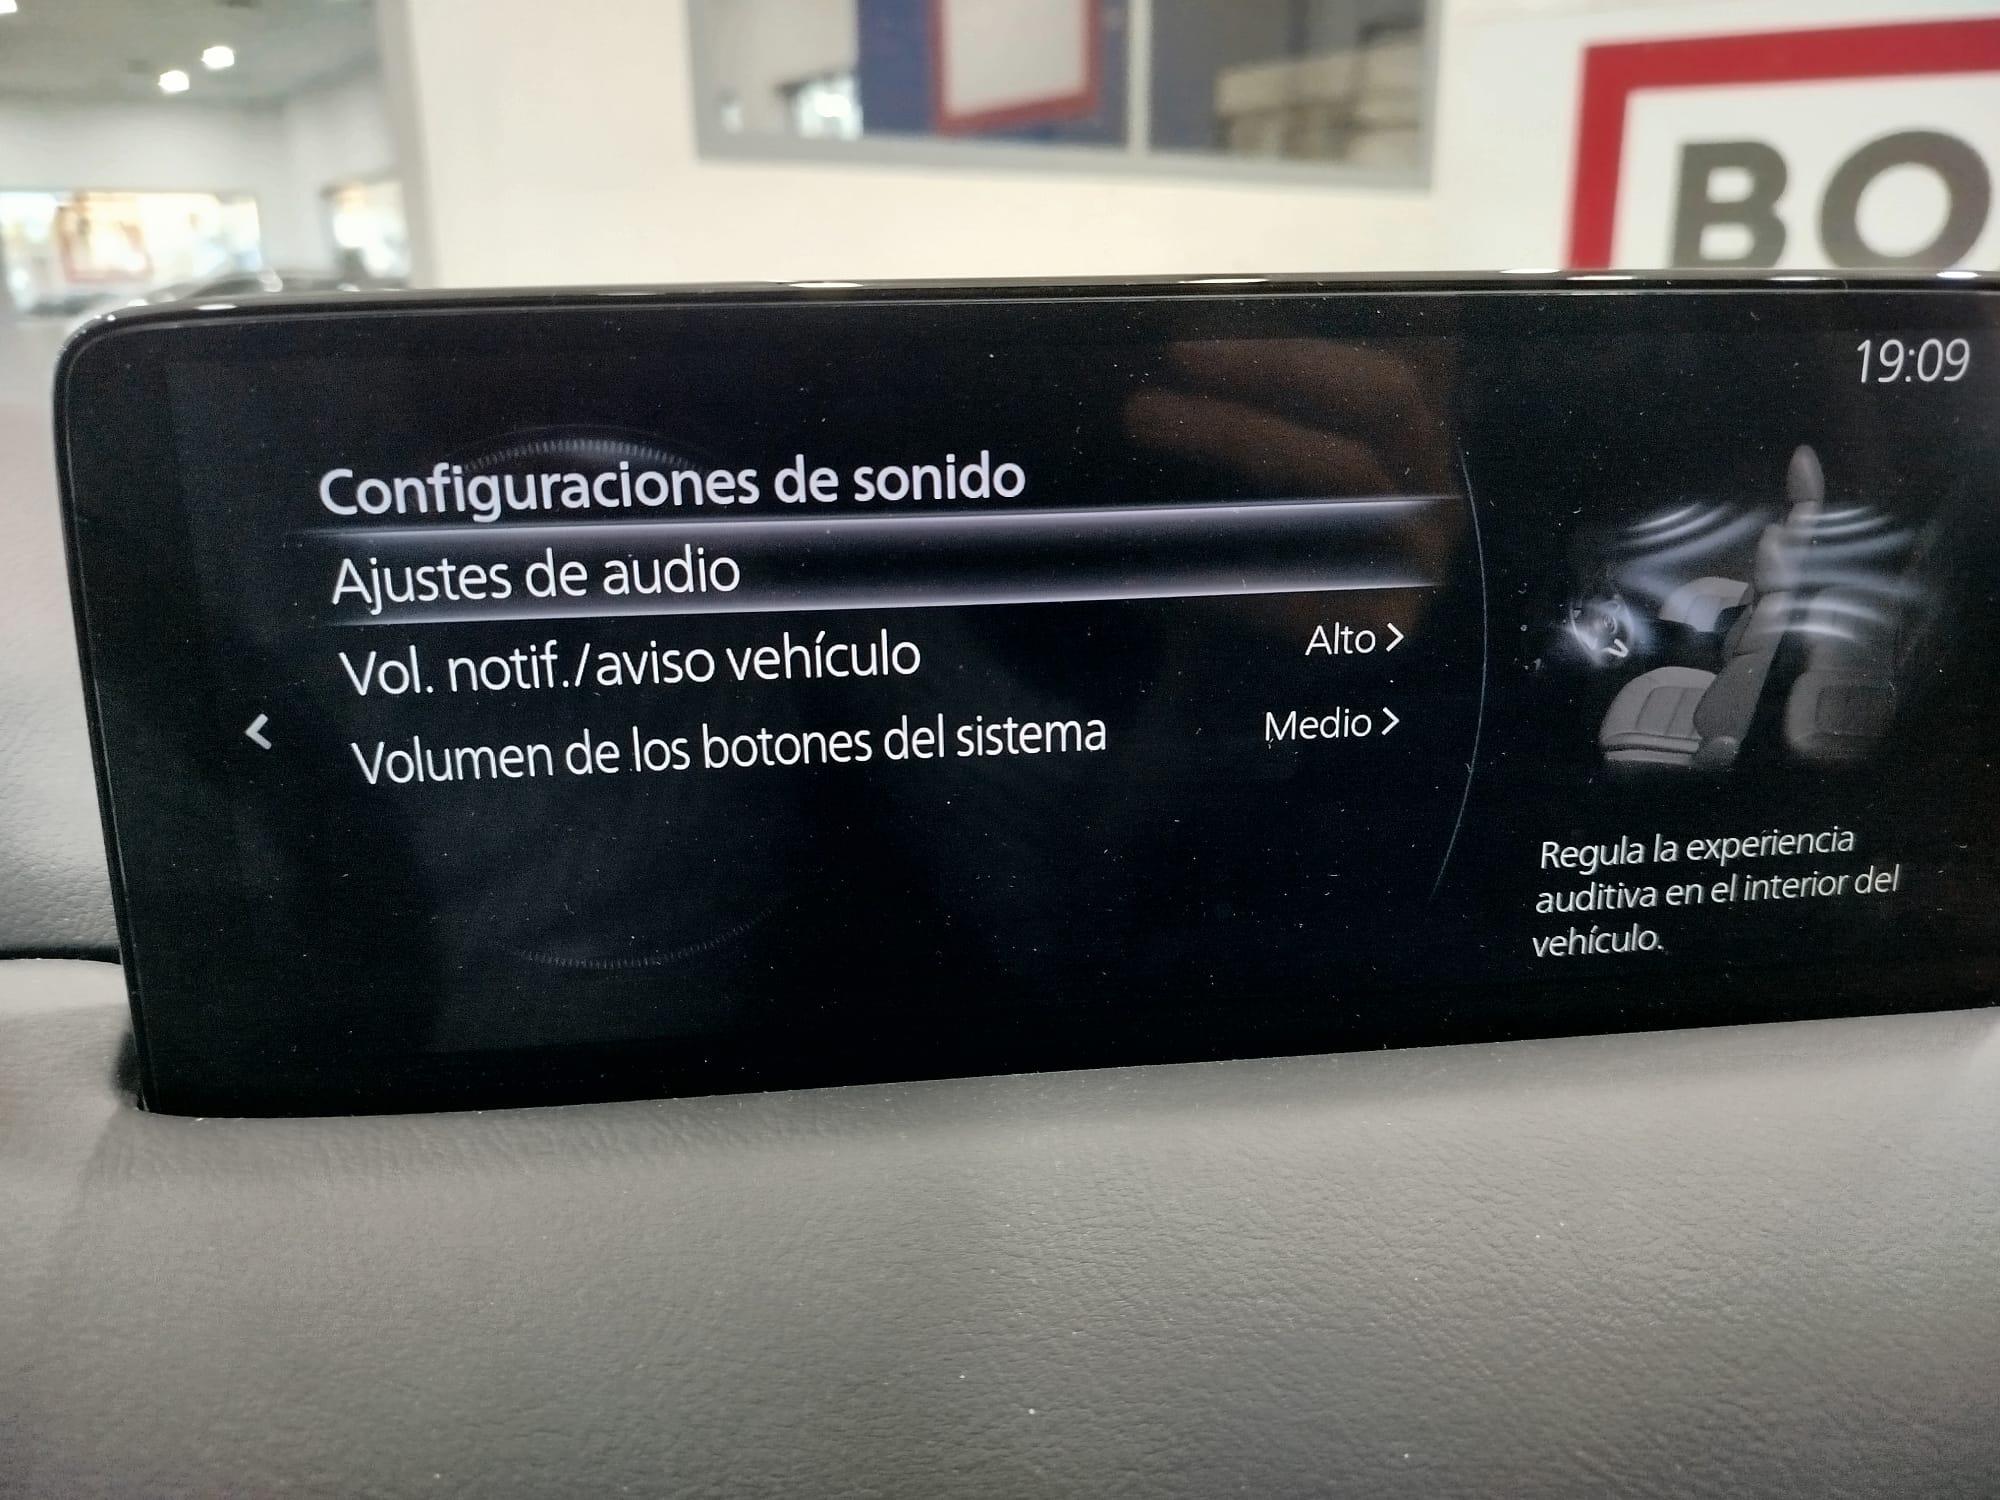 BO
19:09
Configuraciones de sonido
Ajustes de audio
Vol. notif./aviso vehículo Alto >
Volumen de los botones del sistema Medio >
Regula la experiencia
auditiva en el interior del
vehículo.